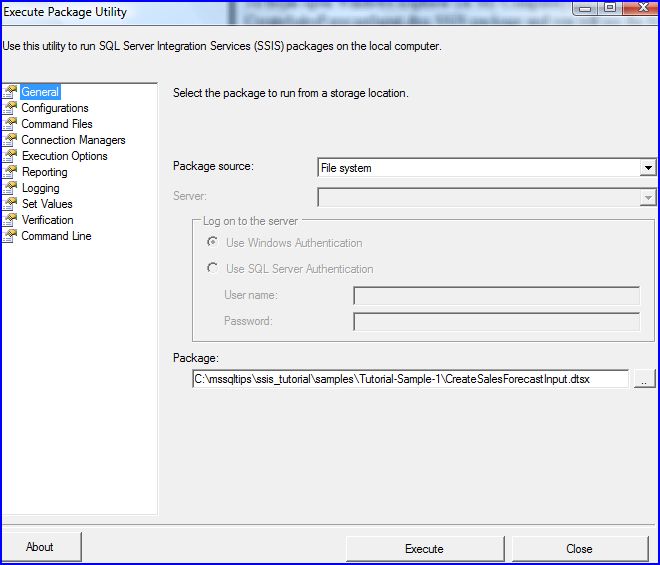 Execute Package Utility
Use this utility to run SQL Server Integration Services (SSIS) packages on the local computer.
General
Configurations
Command Files
Connection Managers
Execution Options
Reporting
Logging
Set Values
Verification
Command Line
Select the package to run from a storage location.
Package source:
File system
Server:
Log on to the server
Use Windows Authentication
Use SQL Server Authentication
User name:
Password:
Package:
C:\mssqltips\ssis_tutorial\samples\Tutorial-Sample-1\CreateSalesForecastInput.dtsx
..
About
Execute
Close